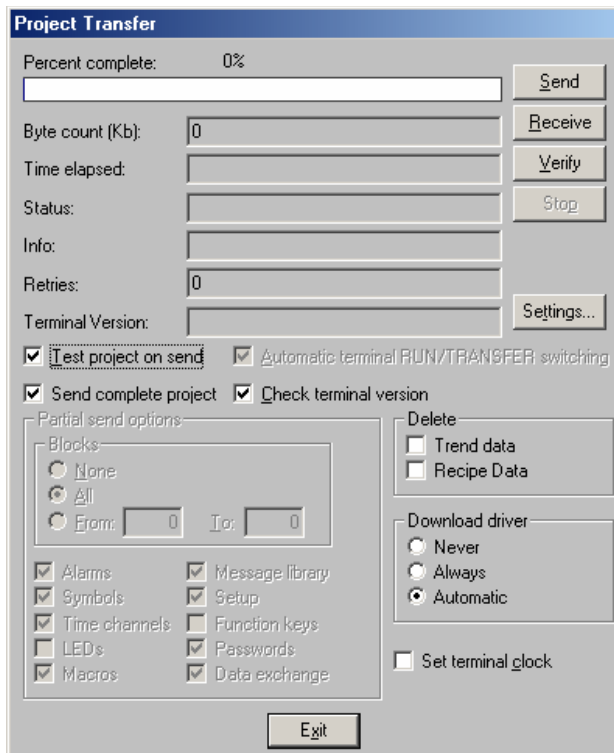 Project Transfer
Percent complete: 0%
Send
Byte count (Kb): 0
Receive
Time elapsed:
Verify
Status:
Stop
Info:
Retries: 0
Terminal Version:
Settings...
Test project on send
Automatic terminal RUN/TRANSFER switching
Send complete project
Check terminal version
Partial send options
Blocks
None
All
From: 0 To: 0
Alarms
Message library
Symbols
Setup
Time channels
Function keys
LEDs
Passwords
Macros
Data exchange
Delete
Trend data
Recipe Data
Download driver
Never
Always
Automatic
Set terminal clock
Exit